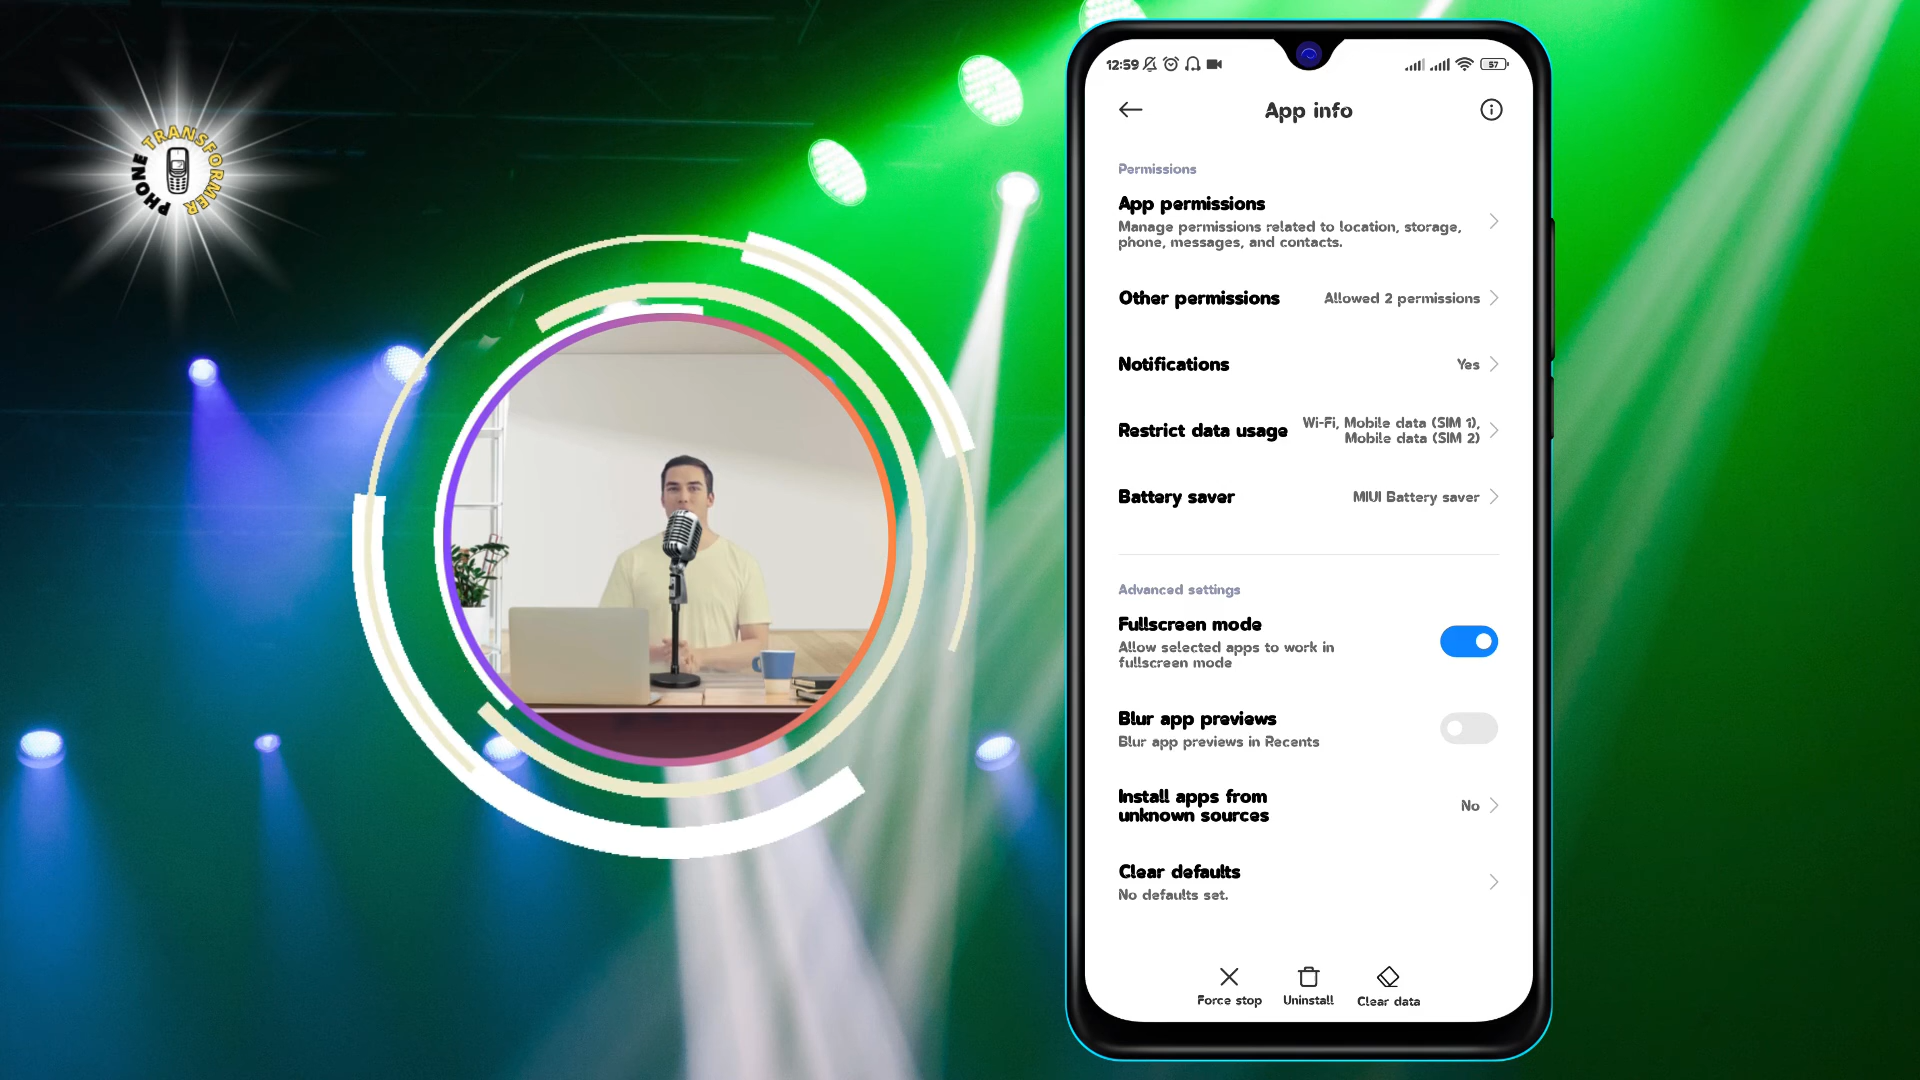 PHONE TRANSFORMER
12:59
57
App info
Permissions
App permissions
Manage permissions related to location, storage,
phone, messages, and contacts.
Other permissions
Allowed 2 permissions
Notifications
Yes
Restrict data usage
Wi-Fi, Mobile data (SIM 1),
Mobile data (SIM 2)
Battery saver
MIUI Battery saver
Advanced settings
Fullscreen mode
Allow selected apps to work in
fullscreen mode
Blur app previews
Blur app previews in Recents
Install apps from
unknown sources
No
Clear defaults
No defaults set.
Force stop
Uninstall
Clear data